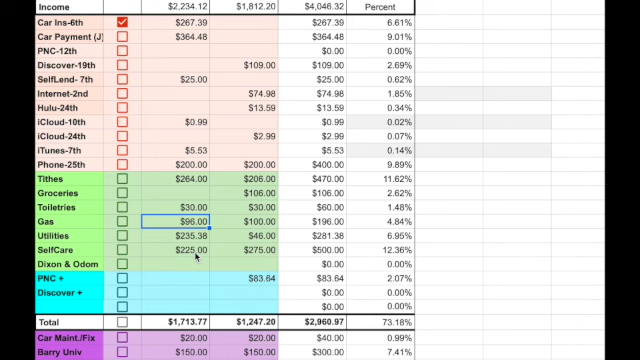 Income $2,234.12 $1,812.20 $4,046.32 Percent
Car Ins-6th $267.39 $267.39 6.61%
Car Payment (J) $364.48 $364.48 9.01%
PNC-12th $0.00 0.00%
Discover-19th $109.00 $109.00 2.69%
SelfLend- 7th $25.00 $25.00 0.62%
Internet-2nd $74.98 $74.98 1.85%
Hulu-24th $13.59 $13.59 0.34%
iCloud-10th $0.99 $0.99 0.02%
iCloud-24th $2.99 $2.99 0.07%
iTunes-7th $5.53 $5.53 0.14%
Phone-25th $200.00 $200.00 $400.00 9.89%
Tithes $264.00 $206.00 $470.00 11.62%
Groceries $106.00 $106.00 2.62%
Toiletries $30.00 $30.00 $60.00 1.48%
Gas $96.00 $100.00 $196.00 4.84%
Utilities $235.38 $46.00 $281.38 6.95%
SelfCare $225.00 $275.00 $500.00 12.36%
Dixon & Odom $0.00 0.00%
PNC + $83.64 $83.64 2.07%
Discover + $0.00 0.00%
$0.00 0.00%
Total $1,713.77 $1,247.20 $2,960.97 73.18%
Car Maint./Fix $20.00 $20.00 $40.00 0.99%
Barry Univ $150.00 $150.00 $300.00 7.41%